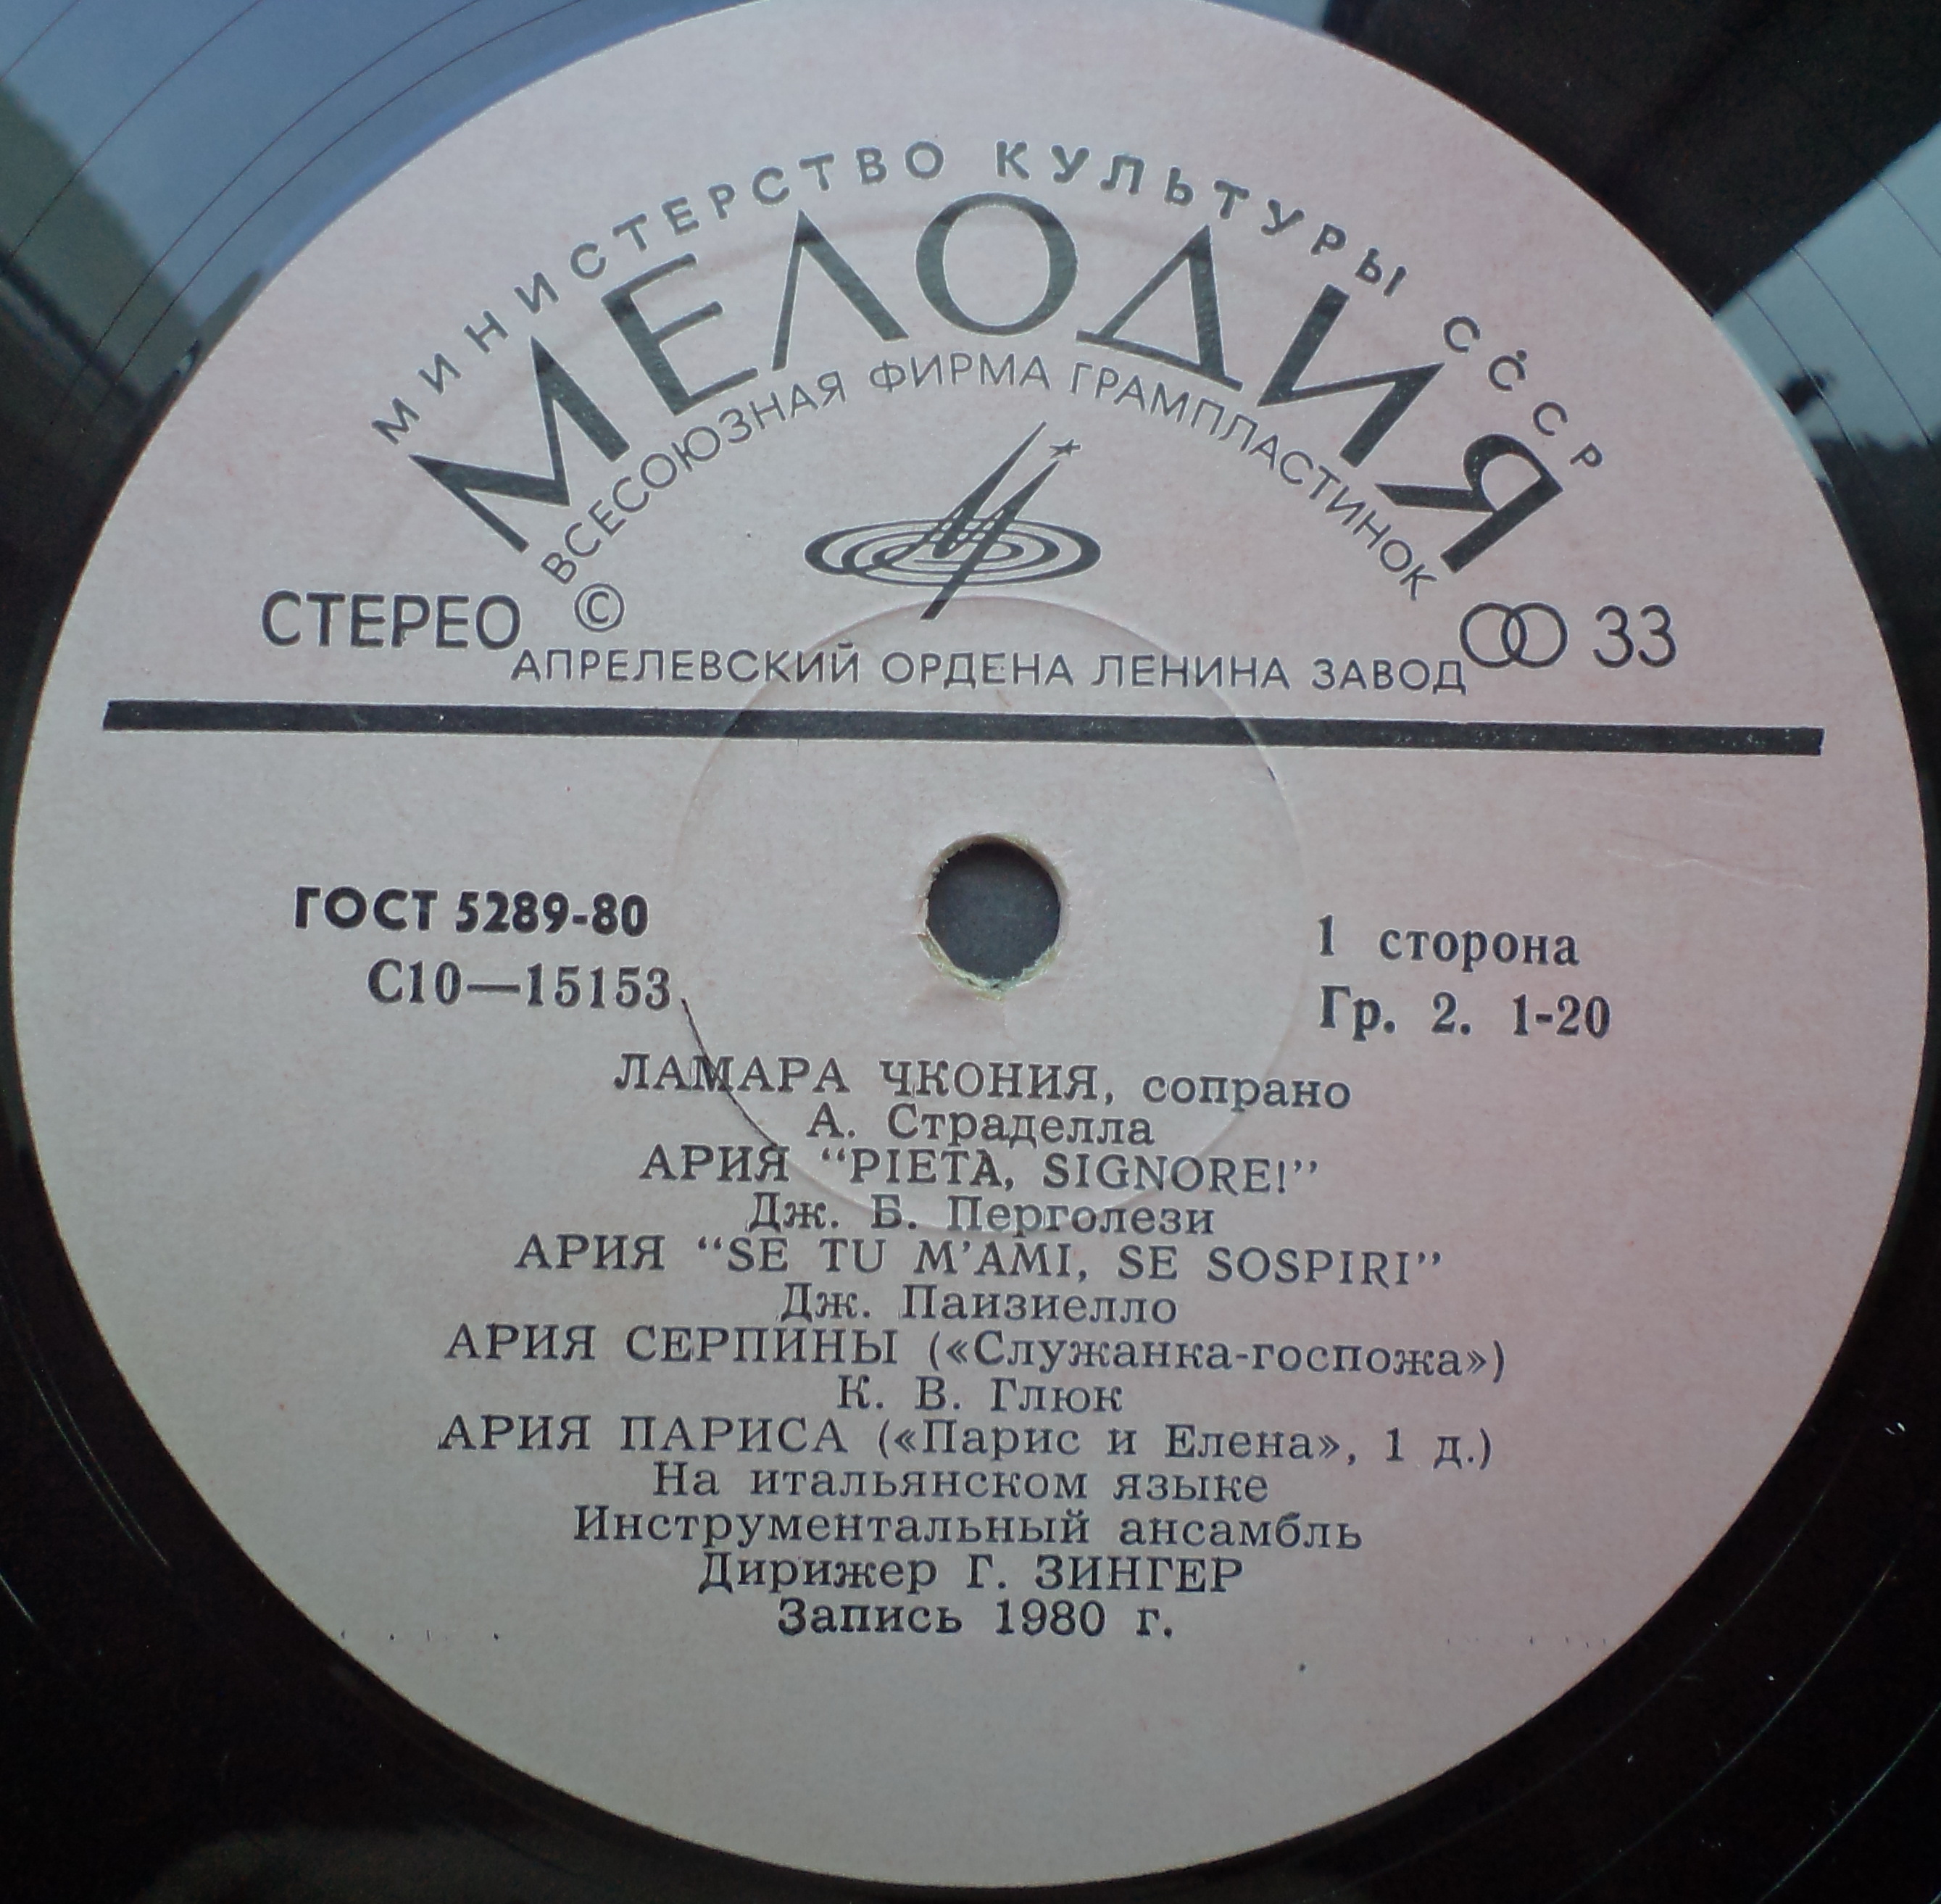 МИНИСТЕРСТВО КУЛЬТУРЫ СССР
МЕЛОДИЯ
ВСЕСОЮЗНАЯ ФИРМА ГРАМПЛАСТИНОК
СТЕРЕО © 33
АПРЕЛЕВСКИЙ ОРДЕНА ЛЕНИНА ЗАВОД
ГОСТ 5289-80
С10—15153
1 сторона
Гр. 2. 1-20
ЛАМАРА ЧКОНИЯ, сопрано
А. Страделла
АРИЯ “PIETA, SIGNORE!”
Дж. Б. Перголези
АРИЯ “SE TU M’AMI, SE SOSPIRI”
Дж. Паизиелло
АРИЯ СЕРПИНЫ («Служанка-госпожа»)
К. В. Глюк
АРИЯ ПАРИСА («Парис и Елена», 1 д.)
На итальянском языке
Инструментальный ансамбль
Дирижер Г. ЗИНГЕР
Запись 1980 г.